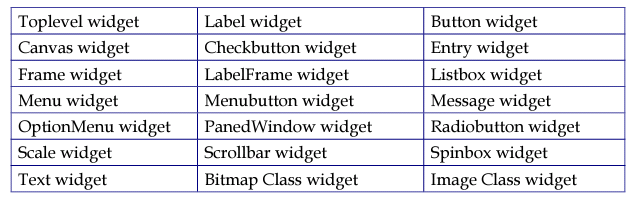 Toplevel widget Label widget Button widget
Canvas widget Checkbutton widget Entry widget
Frame widget LabelFrame widget Listbox widget
Menu widget Menubutton widget Message widget
OptionMenu widget PanedWindow widget Radiobutton widget
Scale widget Scrollbar widget Spinbox widget
Text widget Bitmap Class widget Image Class widget